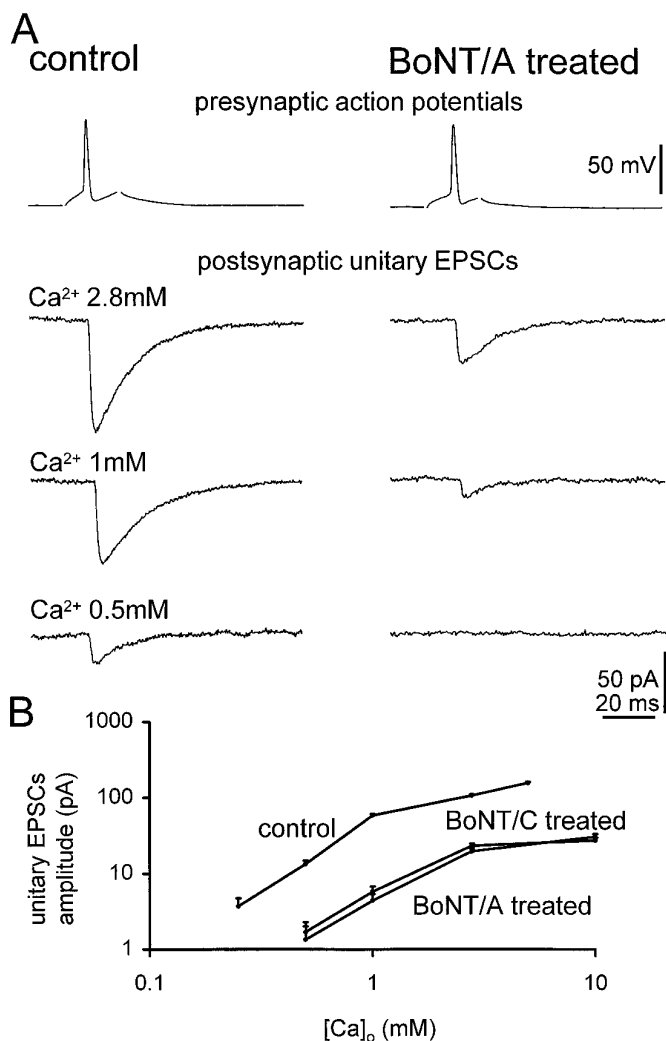 A
control
BoNT/A treated
presynaptic action potentials
50 mV
postsynaptic unitary EPSCs
Ca²⁺ 2.8mM
Ca²⁺ 1mM
Ca²⁺ 0.5mM
50 pA
20 ms
B
1000
100
10
1
unitary EPSCs
amplitude (pA)
control
BoNT/C treated
BoNT/A treated
0.1
1
10
[Ca]ₒ (mM)